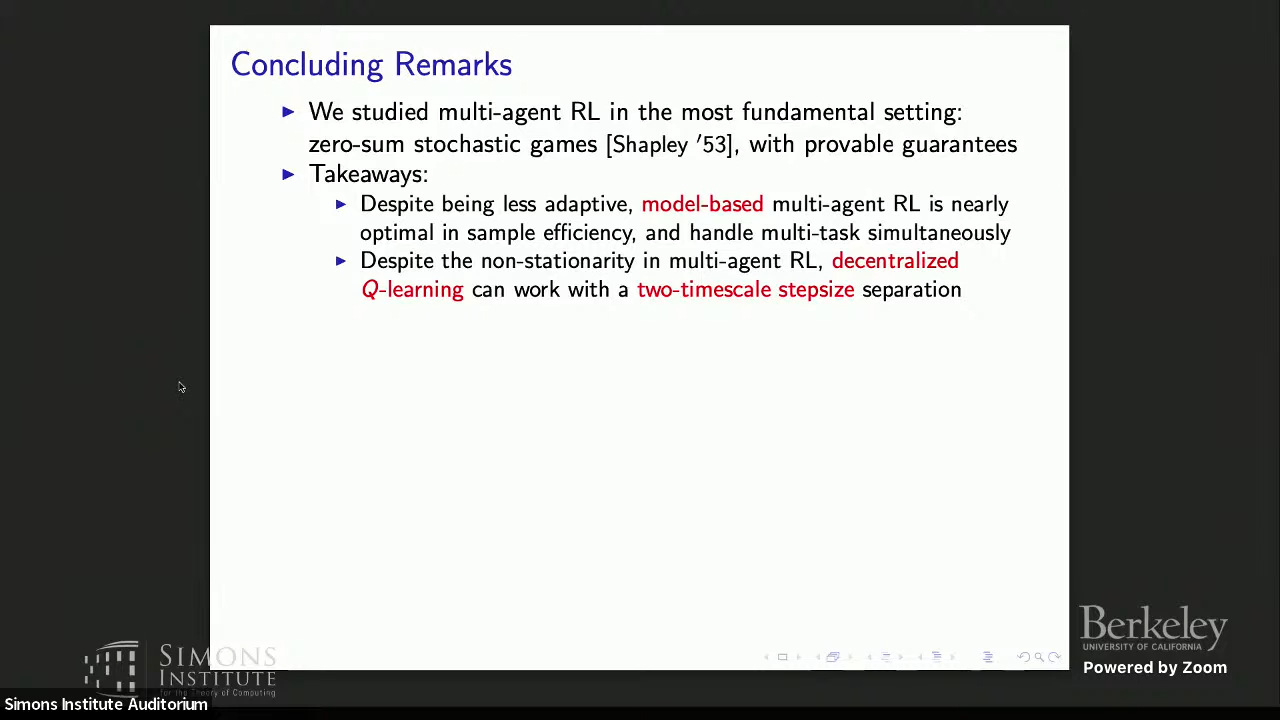 Concluding Remarks
We studied multi-agent RL in the most fundamental setting:
zero-sum stochastic games [Shapley ′53], with provable guarantees
Takeaways:
Despite being less adaptive, model-based multi-agent RL is nearly
optimal in sample efficiency, and handle multi-task simultaneously
Despite the non-stationarity in multi-agent RL, decentralized
Q-learning can work with a two-timescale stepsize separation
SIMONS
INSTITUTE
for the Theory of Computing
Berkeley
UNIVERSITY OF CALIFORNIA
Powered by Zoom
Simons Institute Auditorium